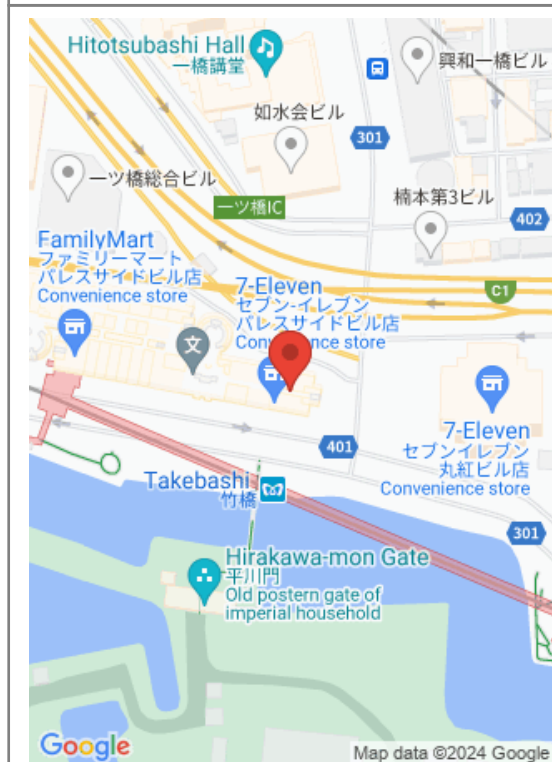 Hitotsubashi Hall
一橋講堂
興和一橋ビル
如水会ビル
301
一ツ橋総合ビル
一ツ橋IC
楠本第3ビル
402
FamilyMart
ファミリーマート
パレスサイドビル店
Convenience store
7-Eleven
セブン-イレブン
パレスサイドビル店
store
C1
文
7-Eleven
セブンイレブン
丸紅ビル店
Convenience store
401
Takebashi
竹橋
301
Hirakawa-mon Gate
平川門
Old postern gate of
imperial household
Google
Map data ©2024 Google